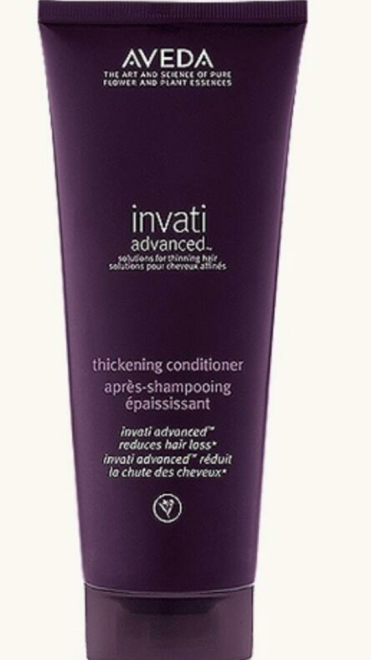 AVEDA
THE ART AND SCIENCE OF PURE
FLOWER AND PLANT ESSENCES
invati
advanced™
solutions for thinning hair
solutions pour cheveux affinés
thickening conditioner
après-shampooing
épaississant
invati advanced™
reduces hair loss*
invati advanced™ réduit
la chute des cheveux*